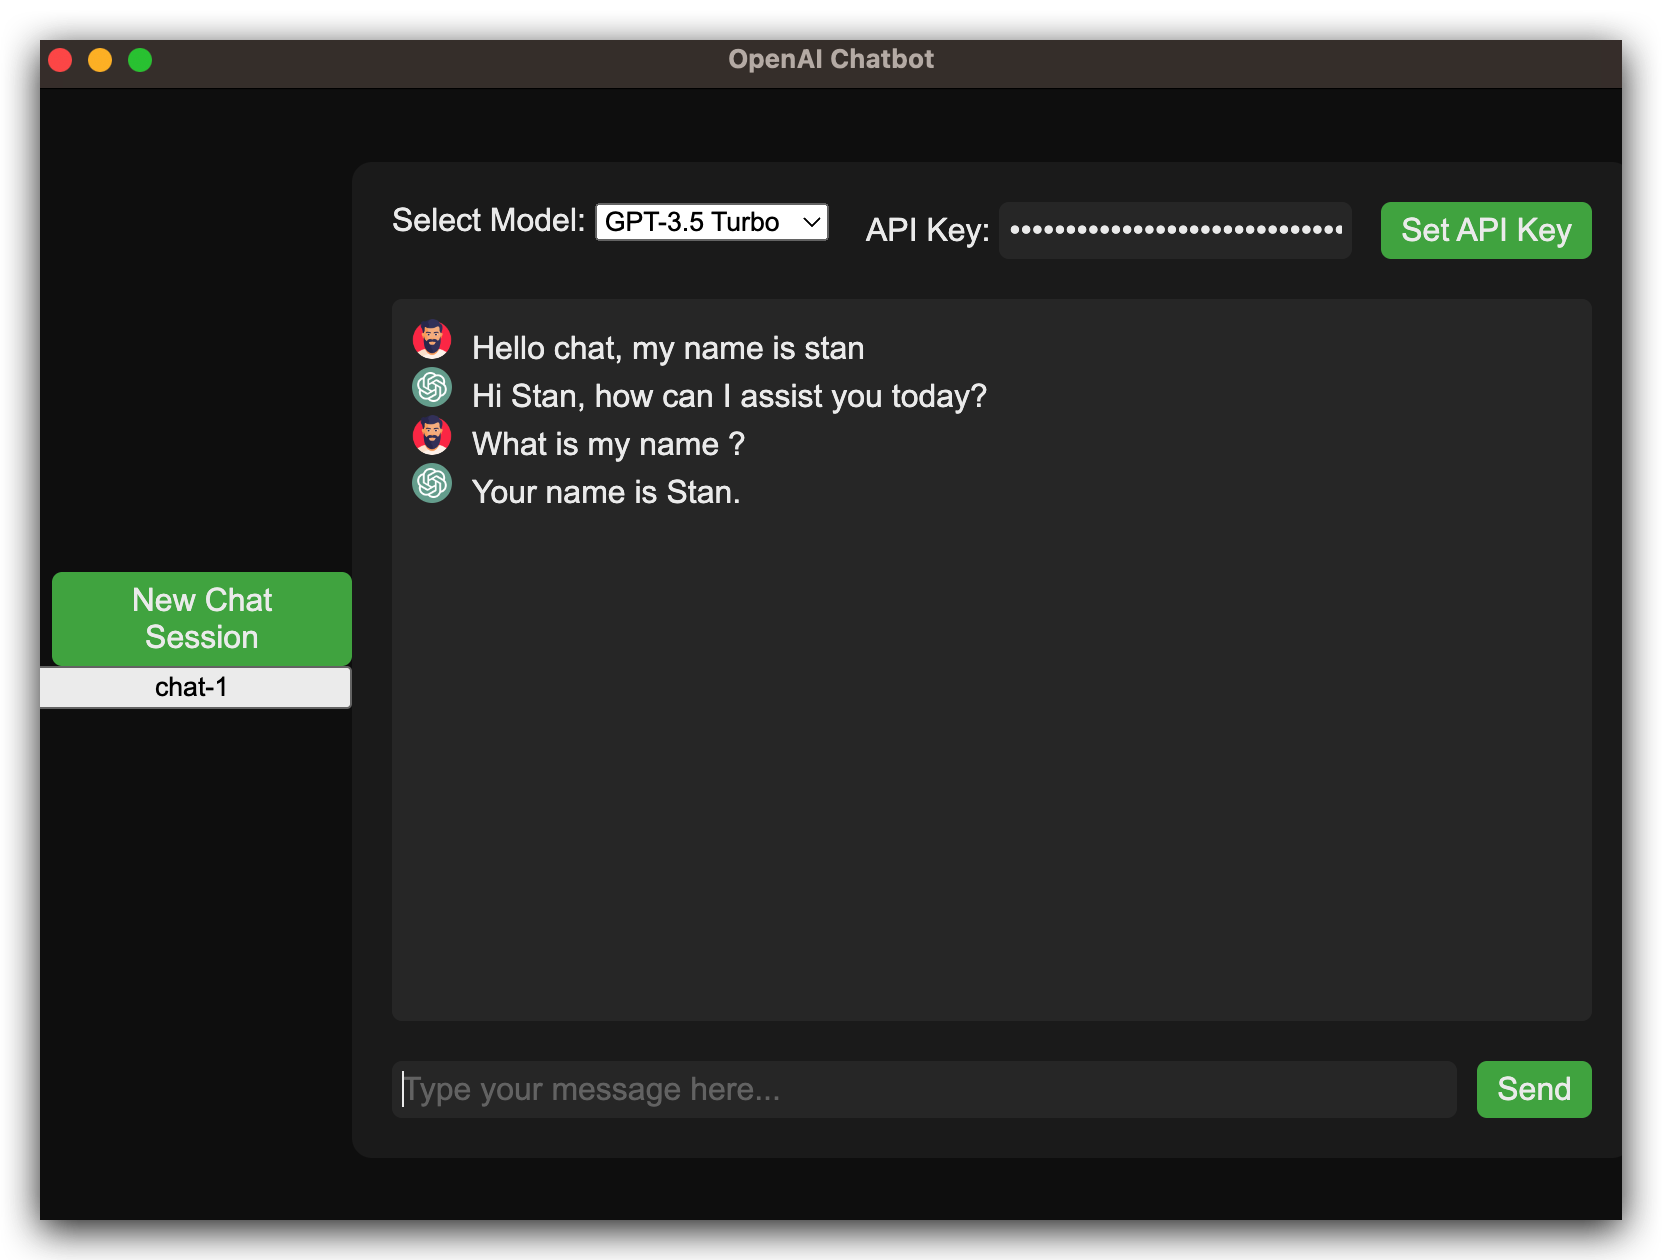 OpenAI Chatbot
Select Model: GPT-3.5 Turbo API Key: •••••••••••••••••••••••••••••• Set API Key
Hello chat, my name is stan
Hi Stan, how can I assist you today?
What is my name ?
Your name is Stan.
New Chat
Session
chat-1
Type your message here...
Send